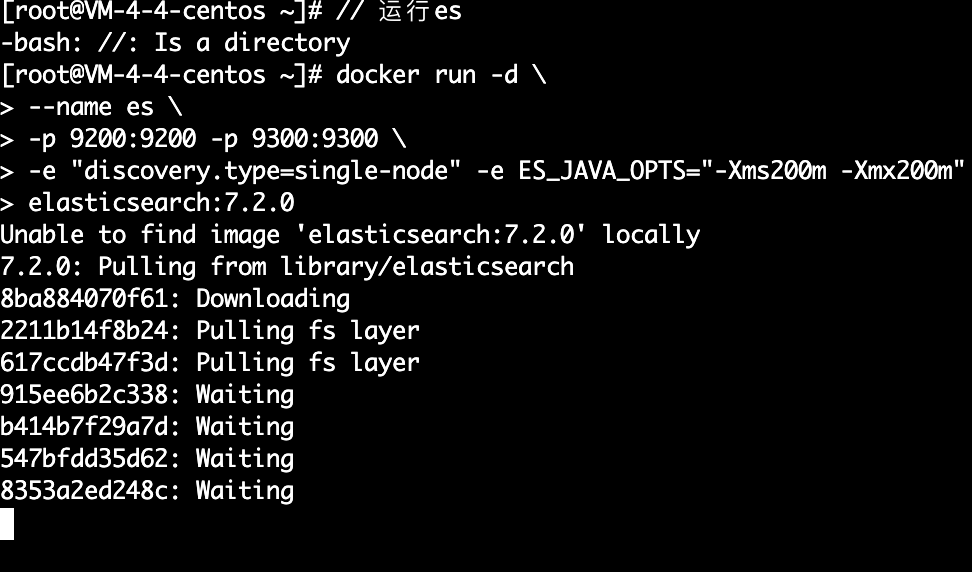 [root@VM-4-4-centos ~]# // 运行es
-bash: //: Is a directory
[root@VM-4-4-centos ~]# docker run -d \
> --name es \
> -p 9200:9200 -p 9300:9300 \
> -e "discovery.type=single-node" -e ES_JAVA_OPTS="-Xms200m -Xmx200m"
> elasticsearch:7.2.0
Unable to find image 'elasticsearch:7.2.0' locally
7.2.0: Pulling from library/elasticsearch
8ba884070f61: Downloading
2211b14f8b24: Pulling fs layer
617ccdb47f3d: Pulling fs layer
915ee6b2c338: Waiting
b414b7f29a7d: Waiting
547bfdd35d62: Waiting
8353a2ed248c: Waiting